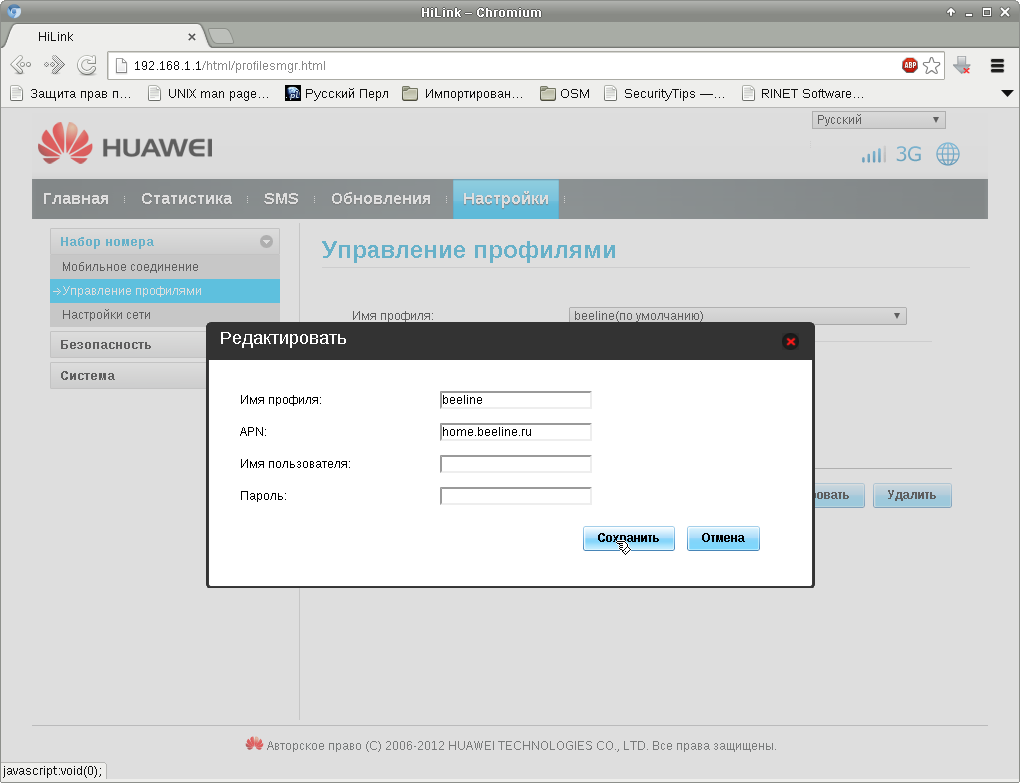 HiLink – Chromium
HiLink
192.168.1.1/html/profilesmgr.html
ABP
Защита прав п...
UNIX man page...
Русский Перл
Импортирован...
OSM
SecurityTips —...
RINET Software...
Русский
HUAWEI
3G
Главная
Статистика
SMS
Обновления
Настройки
Набор номера
Управление профилями
Мобильное соединение
→Управление профилями
Настройки сети
Имя профиля:
beeline(по умолчанию)
Безопасность
Система
Редактировать
Имя профиля:
beeline
APN:
home.beeline.ru
Имя пользователя:
Пароль:
овать
Удалить
Сохранить
Отмена
Авторское право (C) 2006-2012 HUAWEI TECHNOLOGIES CO., LTD. Все права защищены.
javascript:void(0);